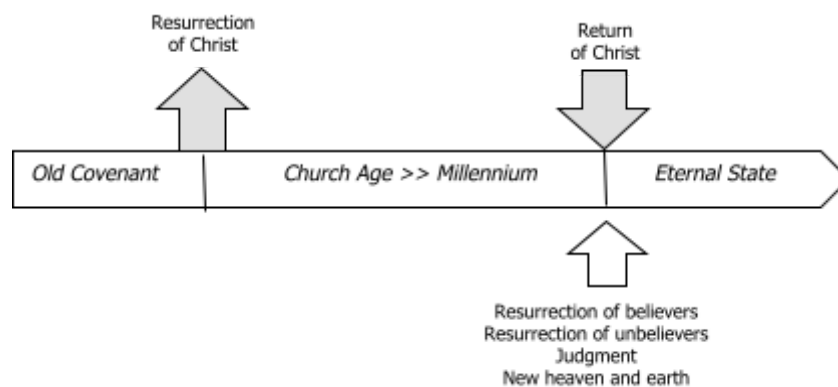 Resurrection
of Christ
Return
of Christ
Old Covenant
Church Age >> Millennium
Eternal State
Resurrection of believers
Resurrection of unbelievers
Judgment
New heaven and earth